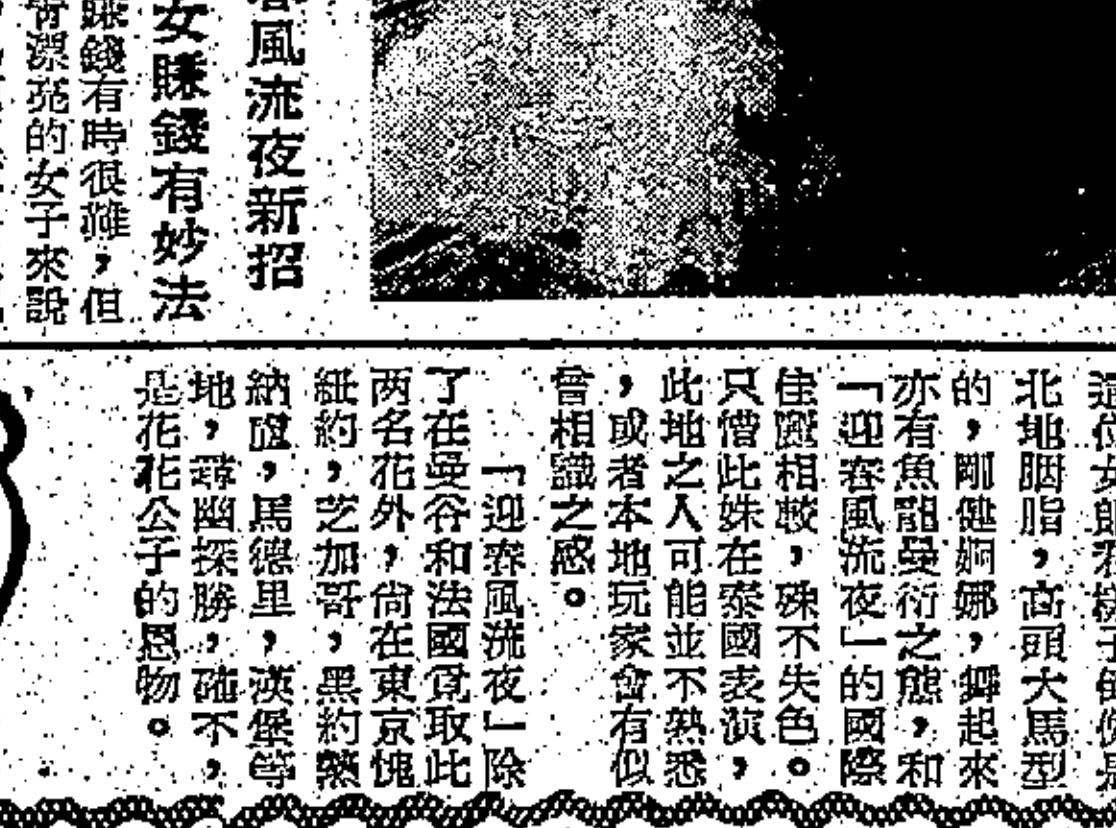 風流夜新招
女賺錢有妙法
賺錢有時很難，但
漂亮的女子來說
北地胭脂，高頭大馬型
的，剛健婀娜，舞起來
亦有魚龍曼衍之態，和
「迎春風流夜」的國際
佳麗相較，殊不失色。
只憯此姝在泰國表演，
此地之人可能並不熟悉
，或者本地玩家會有似
曾相識之感。
「迎春風流夜」除
了在曼谷和法國覓取此
两名花外，尙在東京愧
紐約，芝加哥，黑約熱
納盧，馬德里，漢堡等
地，尋幽探勝，確不，
是花花公子的恩物。